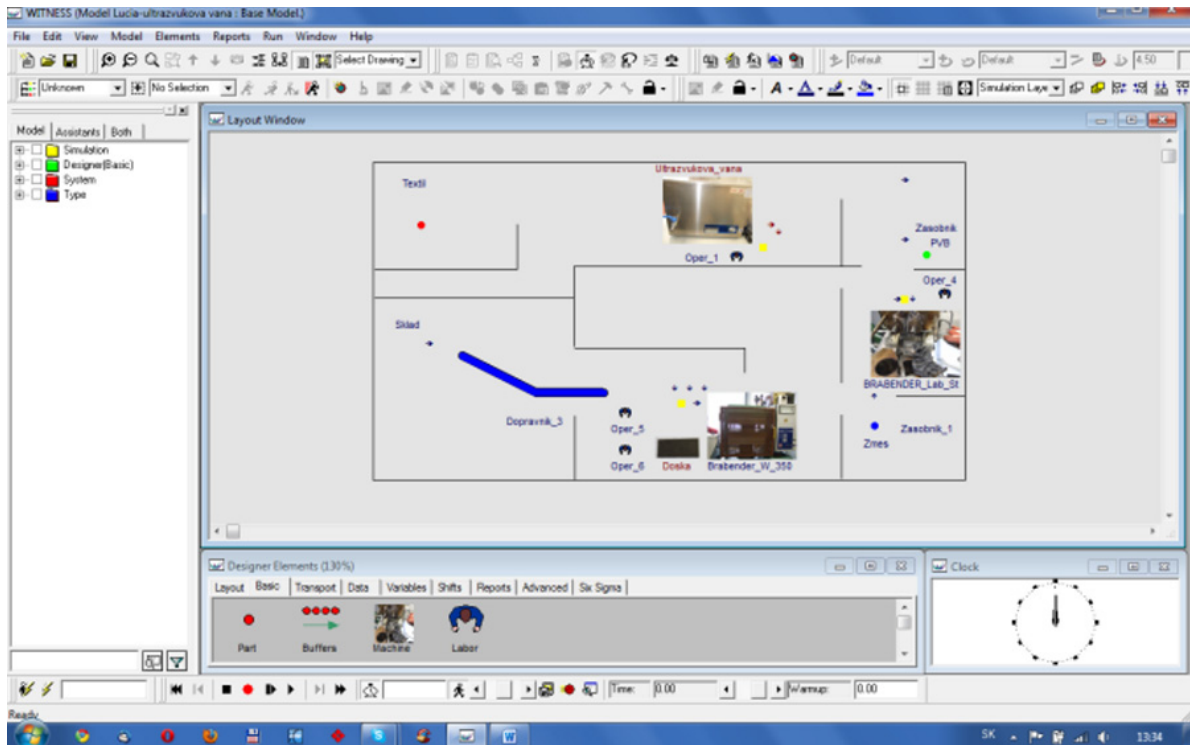 WITNESS (Model Lucia-ultrazvukova vana : Base Model.)
File Edit View Model Elements Reports Run Window Help
Select Drawing Default Default 4.50
Unknown No Selection A Simulation Laye
Model Assistants Both
Simulation
Designer(Basic)
System
Type
Layout Window
Ultrazvukova_vana
Textil
Zasobnik
PVB
Oper_1
Oper_4
Sklad
BRABENDER_Lab_St
Dopravnik_3
Oper_5
Zasobnik_1
Zmes
Oper_6 Doska Brabender_W_350
Designer Elements (130%)
Clock
Layout Basic Transpot Data Variables Shifts Reports Advanced Six Sigma
Part Buffers Machine Labor
Time: 0.00 Warmup: 0.00
Ready
SK 13:34